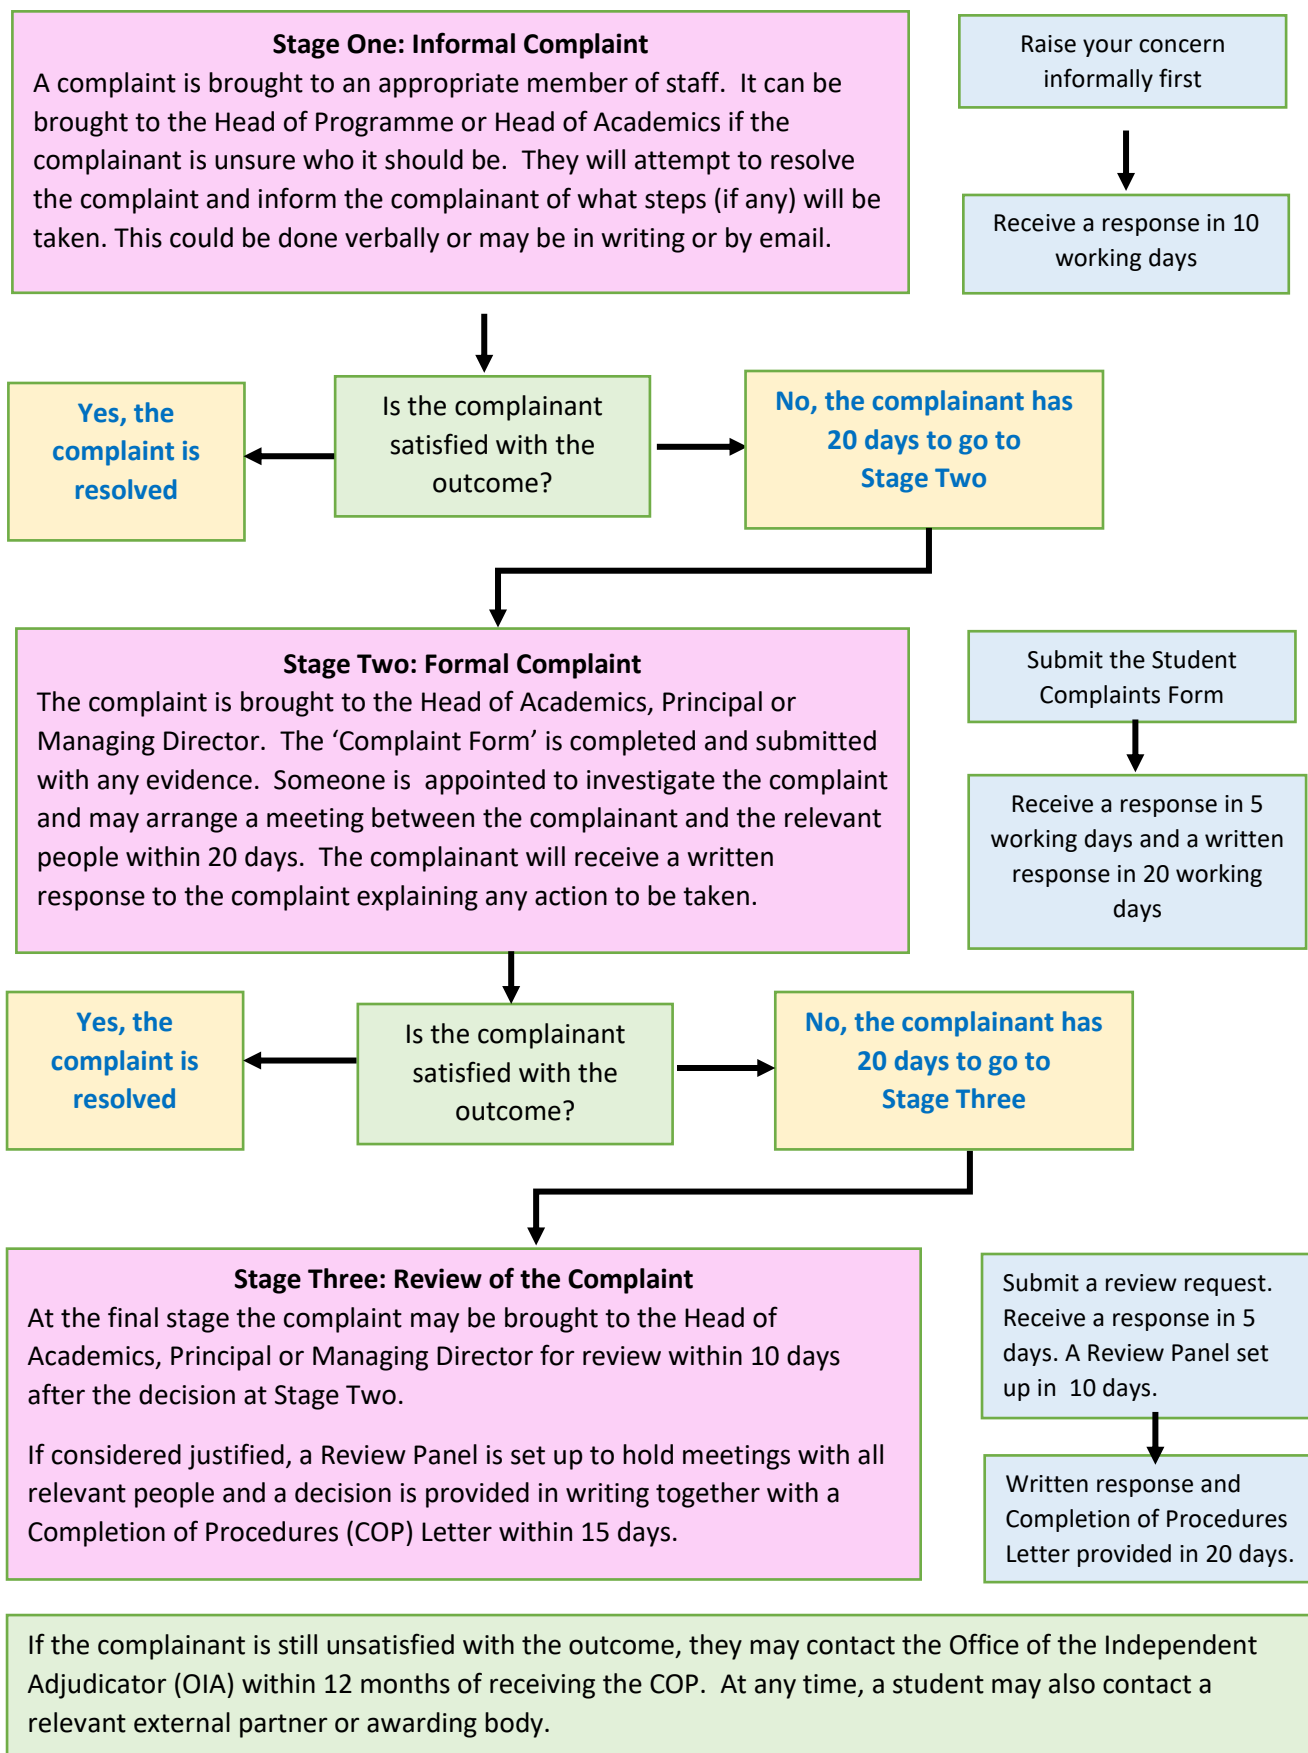 Stage One: Informal Complaint
A complaint is brought to an appropriate member of staff.  It can be
brought to the Head of Programme or Head of Academics if the
complainant is unsure who it should be.  They will attempt to resolve
the complaint and inform the complainant of what steps (if any) will be
taken. This could be done verbally or may be in writing or by email.
Raise your concern
informally first
Receive a response in 10
working days
Yes, the
complaint is
resolved
Is the complainant
satisfied with the
outcome?
No, the complainant has
20 days to go to
Stage Two
Stage Two: Formal Complaint
The complaint is brought to the Head of Academics, Principal or
Managing Director.  The ‘Complaint Form’ is completed and submitted
with any evidence.  Someone is  appointed to investigate the complaint
and may arrange a meeting between the complainant and the relevant
people within 20 days.  The complainant will receive a written
response to the complaint explaining any action to be taken.
Submit the Student
Complaints Form
Receive a response in 5
working days and a written
response in 20 working
days
Yes, the
complaint is
resolved
Is the complainant
satisfied with the
outcome?
No, the complainant has
20 days to go to
Stage Three
Stage Three: Review of the Complaint
At the final stage the complaint may be brought to the Head of
Academics, Principal or Managing Director for review within 10 days
after the decision at Stage Two.
If considered justified, a Review Panel is set up to hold meetings with all
relevant people and a decision is provided in writing together with a
Completion of Procedures (COP) Letter within 15 days.
Submit a review request.
Receive a response in 5
days. A Review Panel set
up in  10 days.
Written response and
Completion of Procedures
Letter provided in 20 days.
If the complainant is still unsatisfied with the outcome, they may contact the Office of the Independent
Adjudicator (OIA) within 12 months of receiving the COP.  At any time, a student may also contact a
relevant external partner or awarding body.